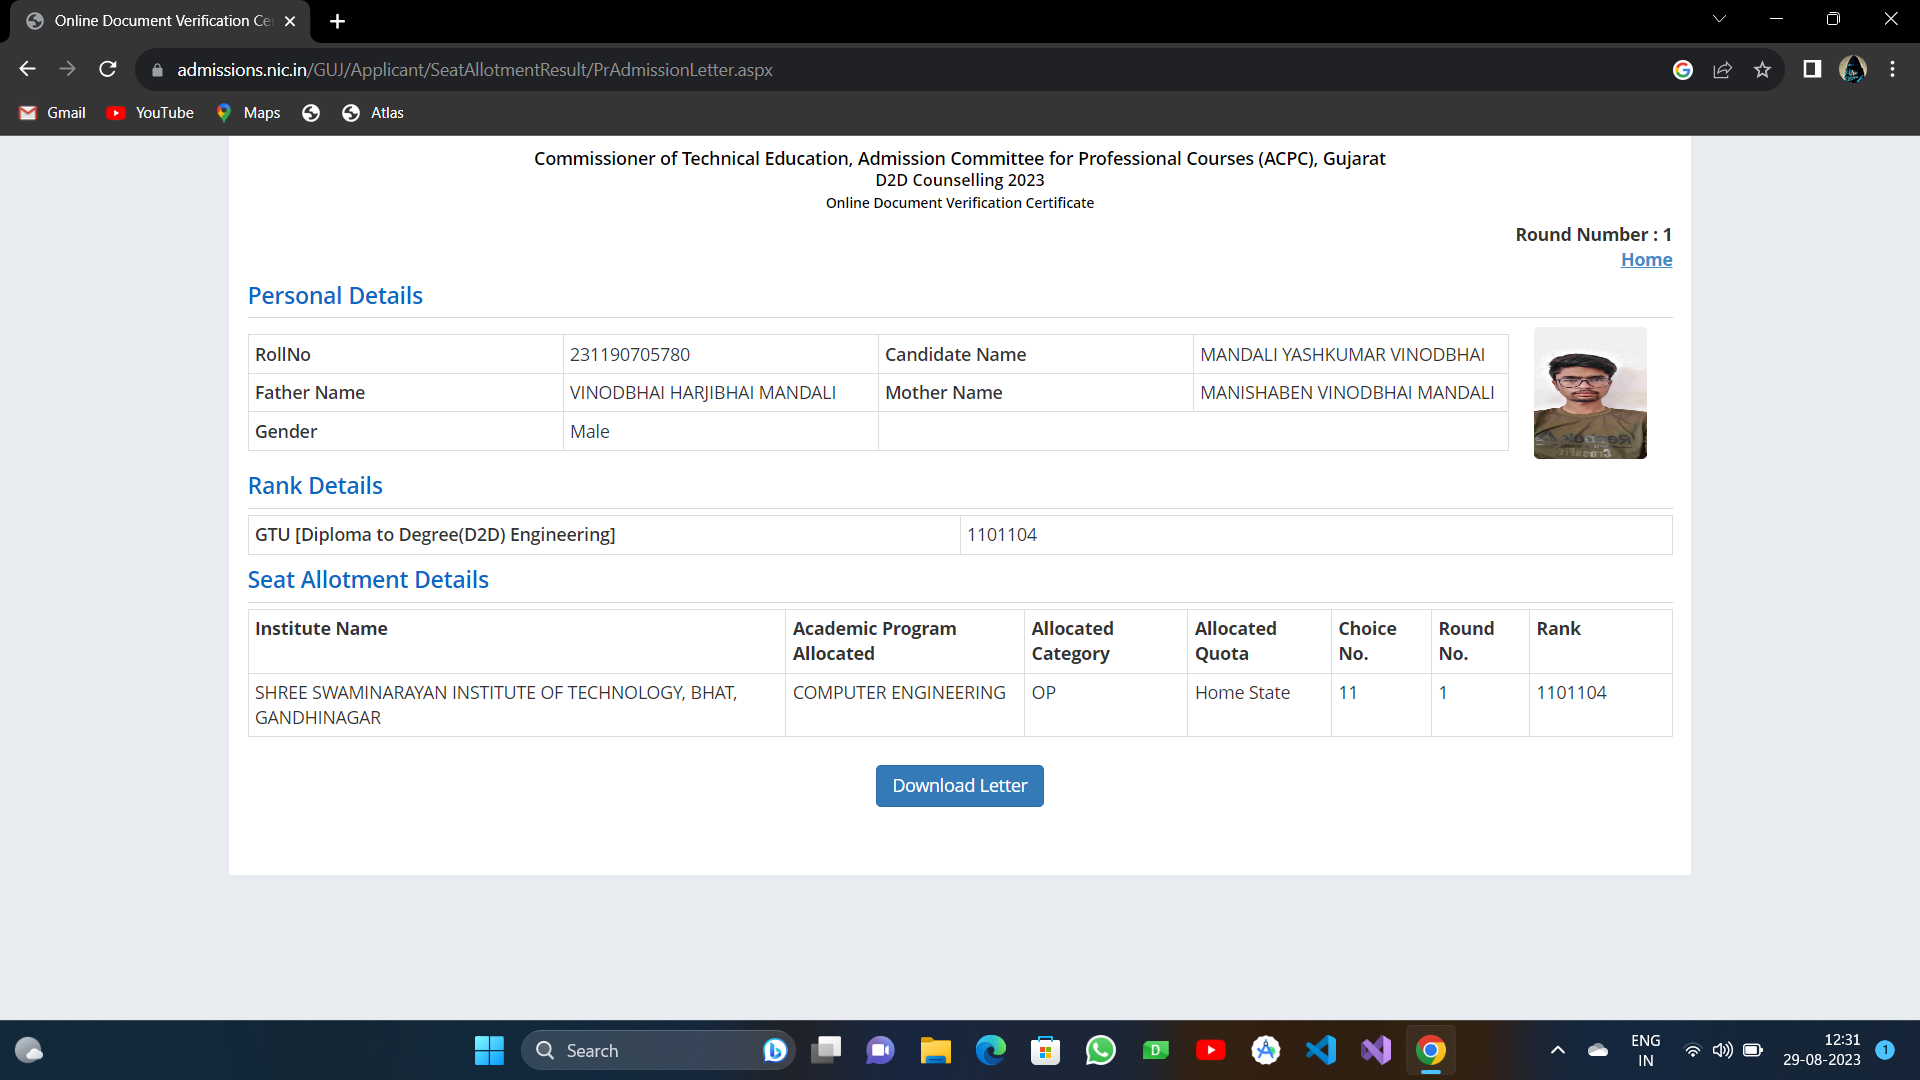 Online Document Verification Ce
admissions.nic.in/GUJ/Applicant/SeatAllotmentResult/PrAdmissionLetter.aspx
Gmail
YouTube
Maps
Atlas
Commissioner of Technical Education, Admission Committee for Professional Courses (ACPC), Gujarat
D2D Counselling 2023
Online Document Verification Certificate
Round Number : 1
Home
Personal Details
RollNo 231190705780 Candidate Name MANDALI YASHKUMAR VINODBHAI
Father Name VINODBHAI HARJIBHAI MANDALI Mother Name MANISHABEN VINODBHAI MANDALI
Gender Male
Rank Details
GTU [Diploma to Degree(D2D) Engineering] 1101104
Seat Allotment Details
Institute Name Academic Program Allocated Allocated Category Allocated Quota Choice No. Round No. Rank
SHREE SWAMINARAYAN INSTITUTE OF TECHNOLOGY, BHAT, GANDHINAGAR COMPUTER ENGINEERING OP Home State 11 1 1101104
Download Letter
Search
ENG
IN
12:31
29-08-2023
1